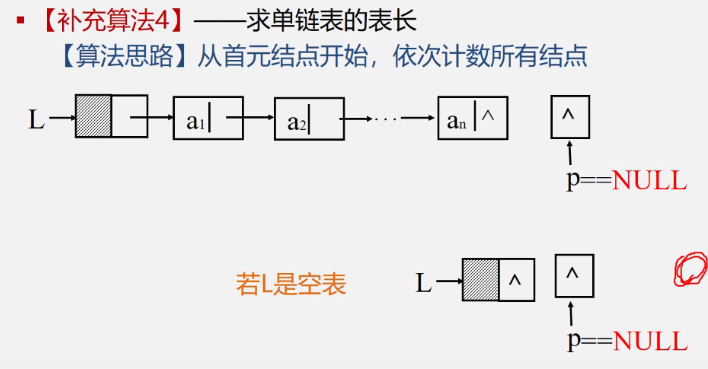 ▪【补充算法4】——求单链表的表长
【算法思路】从首元结点开始，依次计数所有结点
L a1 a2 ··· an ^ ^
p==NULL
若L是空表 L ^ ^
p==NULL